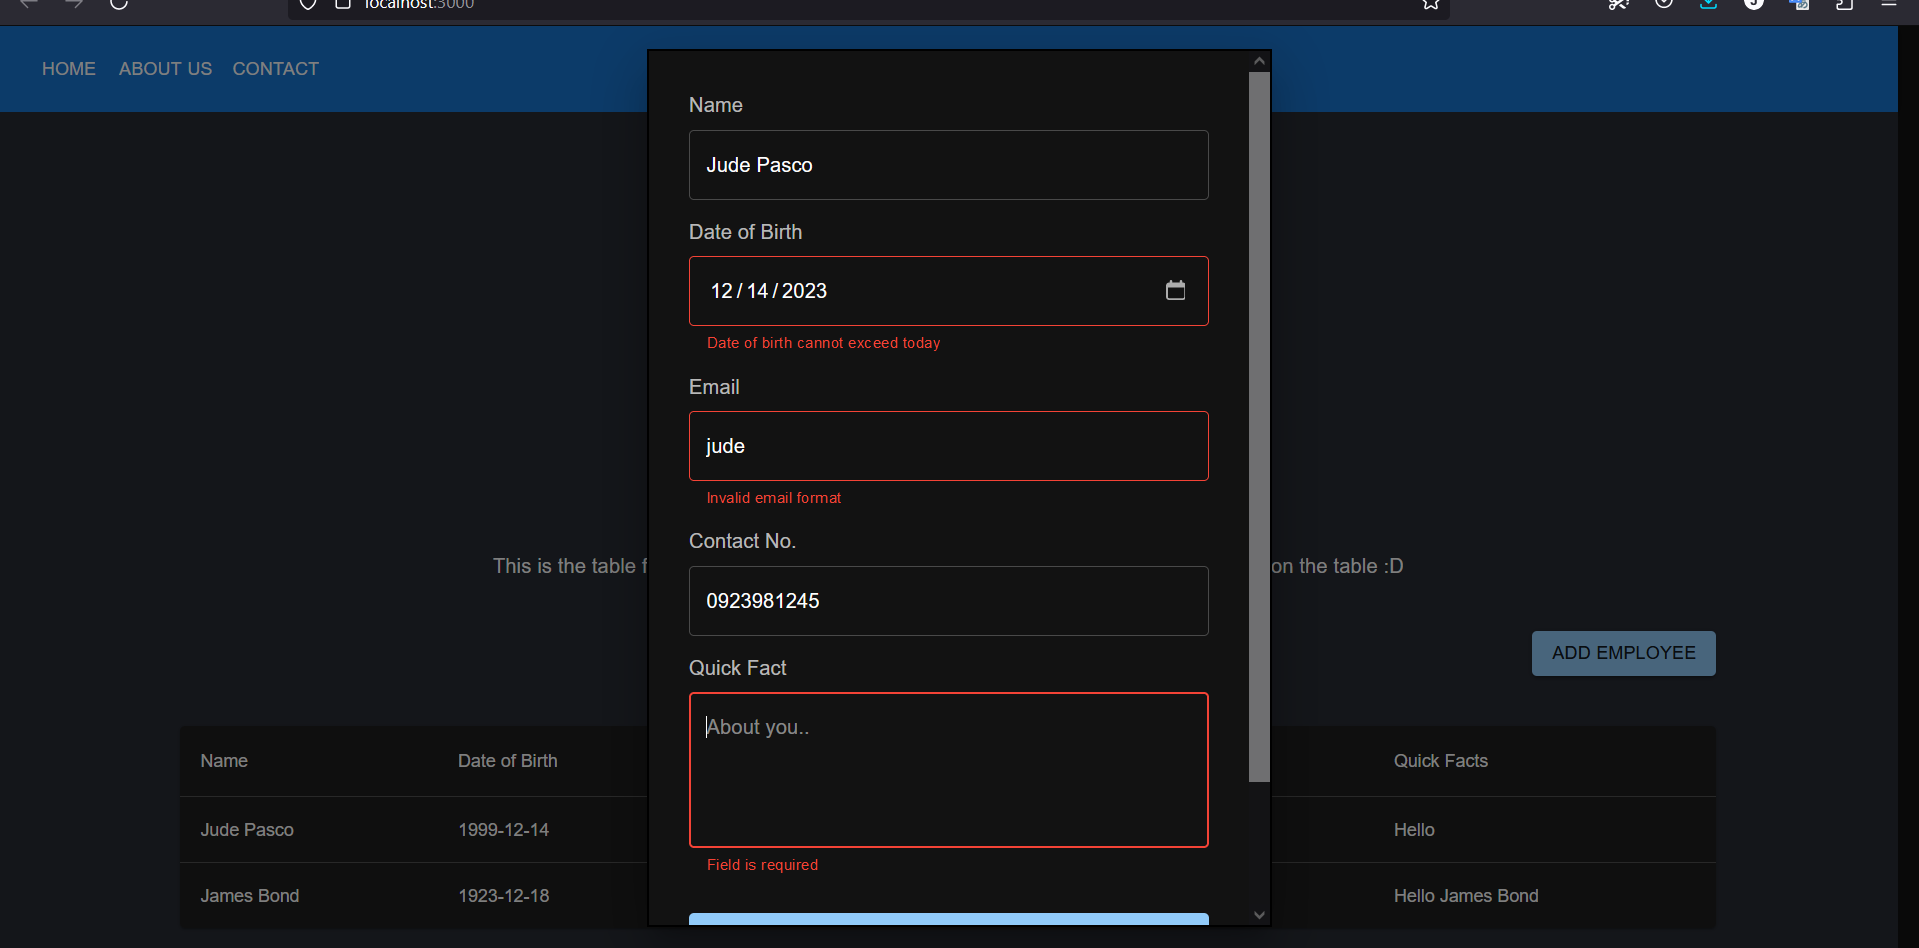 localhost:3000
HOME ABOUT US CONTACT
Name
Jude Pasco
Date of Birth
12/14/2023
Date of birth cannot exceed today
Email
jude
Invalid email format
Contact No.
0923981245
Quick Fact
About you..
Field is required
This is the table f
on the table :D
ADD EMPLOYEE
Name Date of Birth Quick Facts
Jude Pasco 1999-12-14 Hello
James Bond 1923-12-18 Hello James Bond